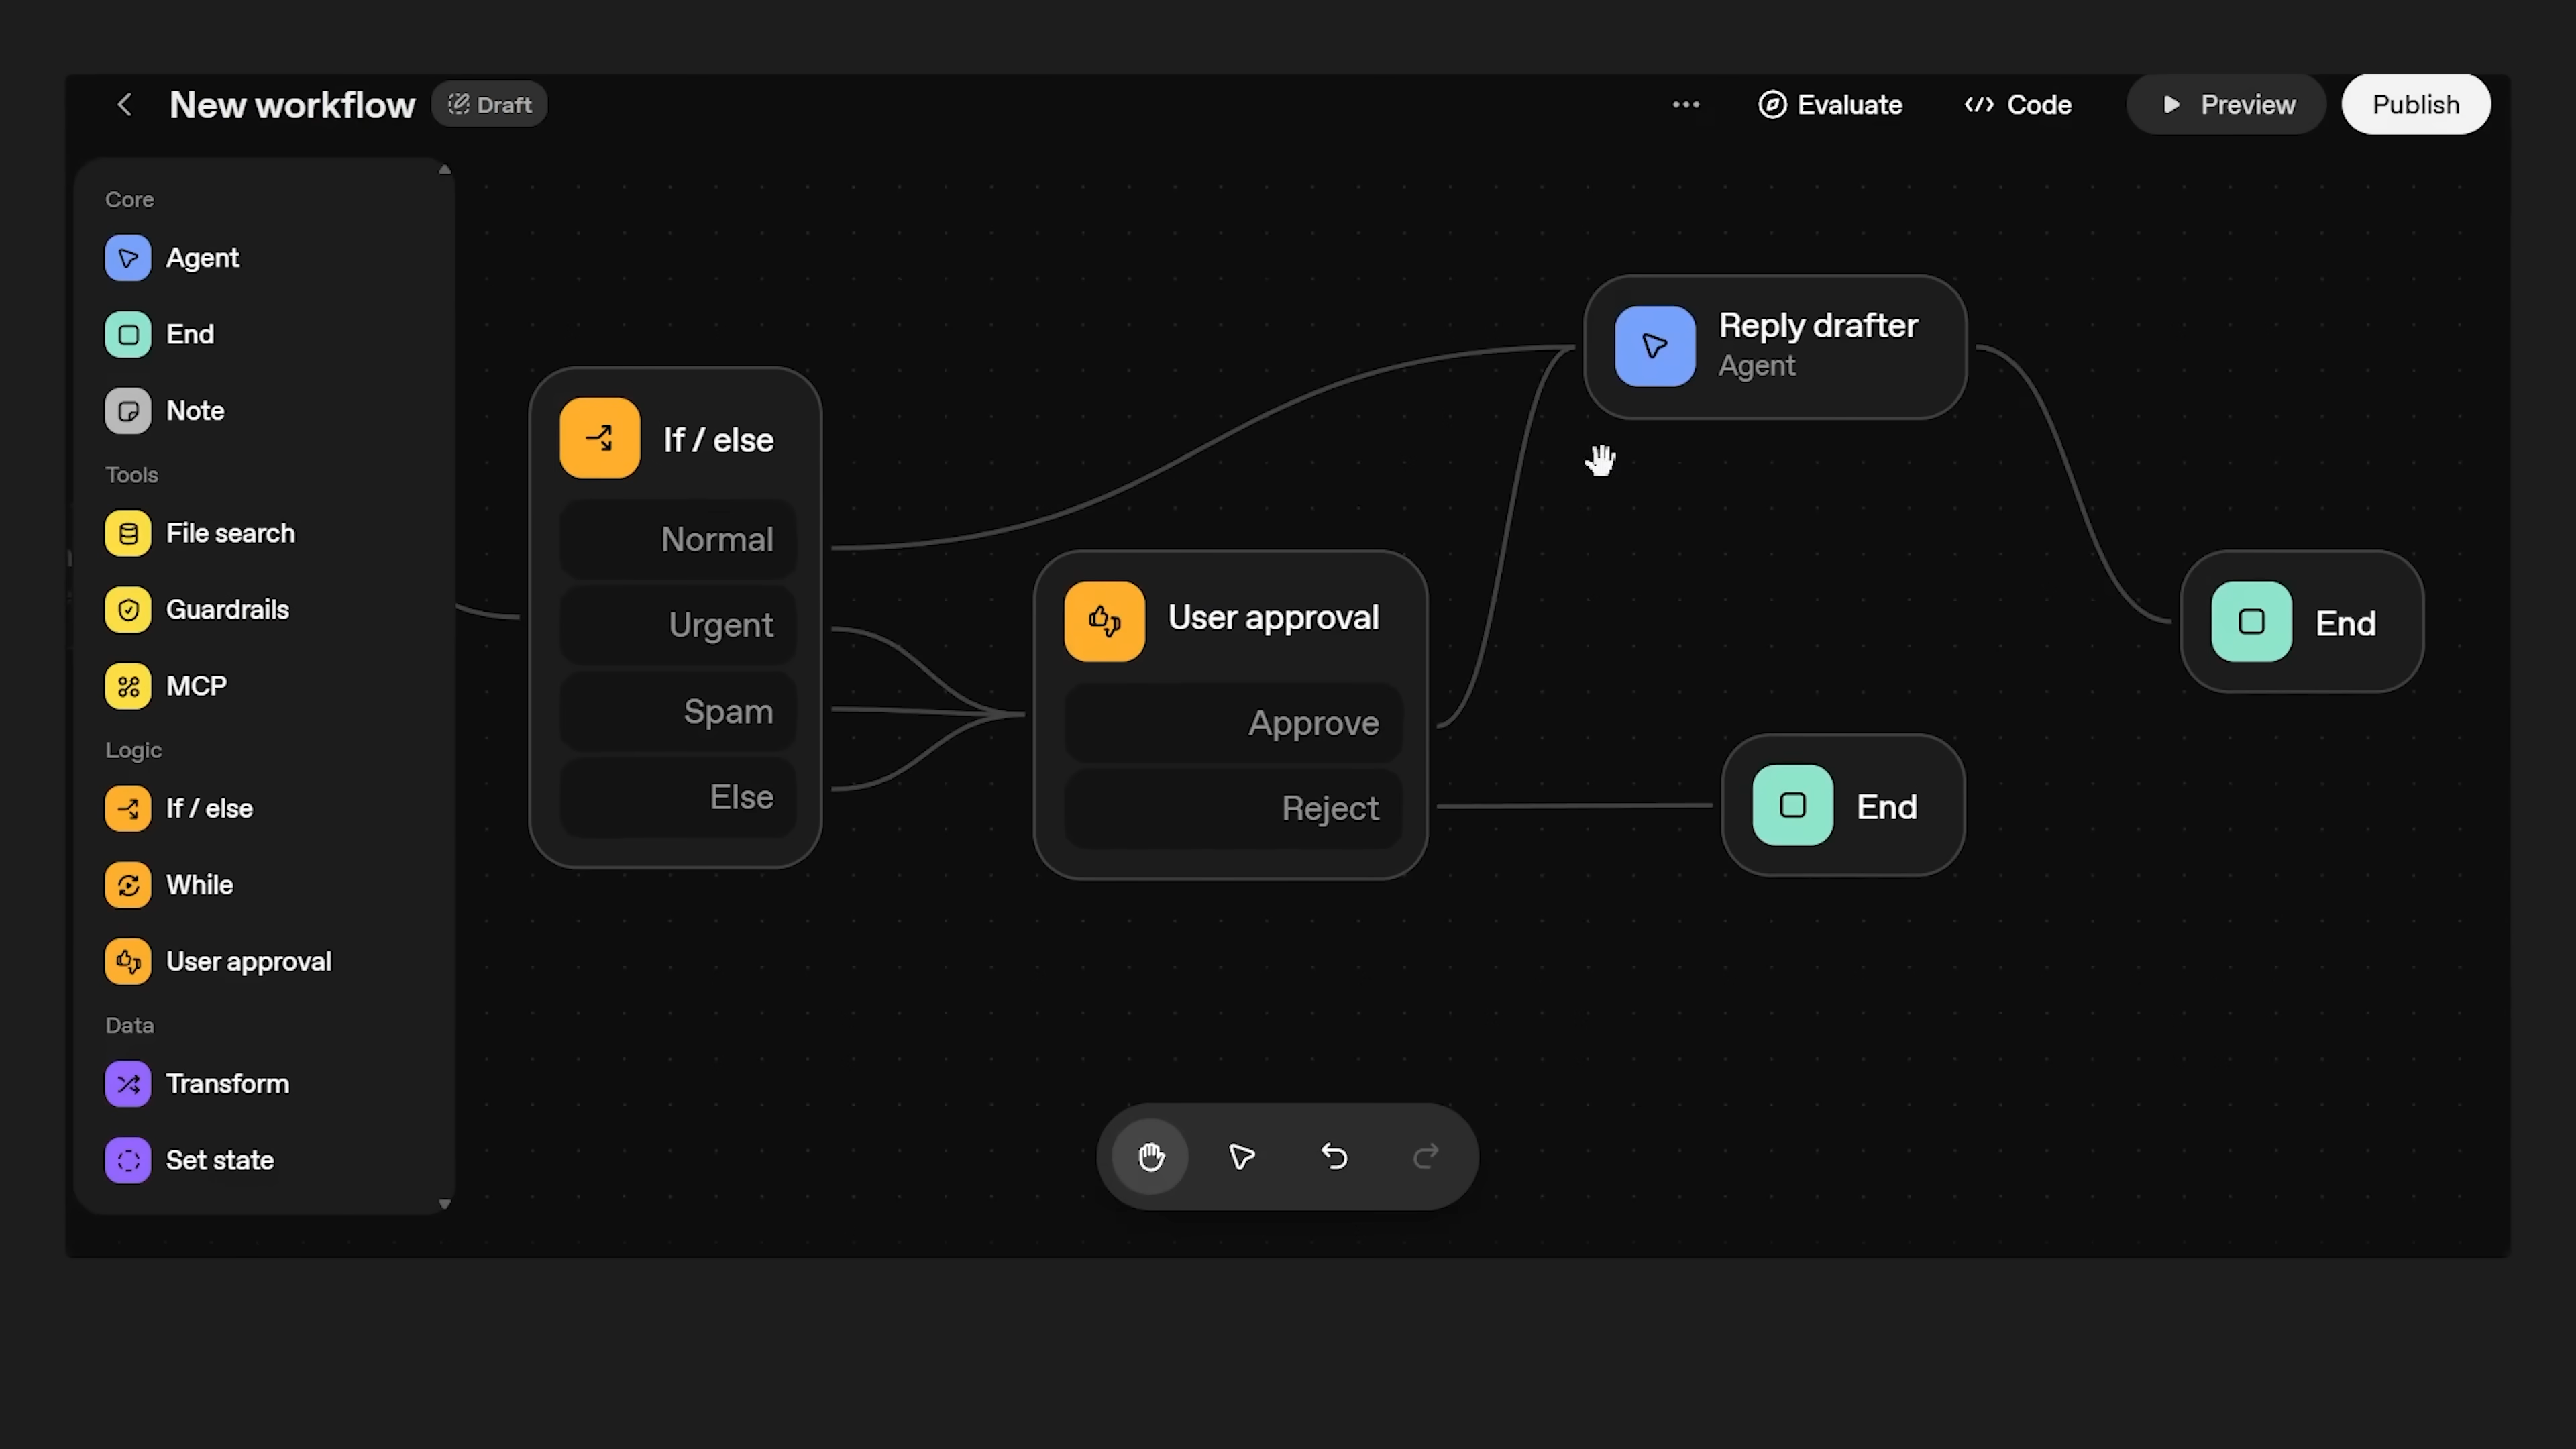 New workflow
Draft
Evaluate
Code
Preview
Publish
Core
Agent
End
Note
Tools
File search
Guardrails
MCP
Logic
If / else
While
User approval
Data
Transform
Set state
If / else
Normal
Urgent
Spam
Else
User approval
Approve
Reject
Reply drafter
Agent
End
End